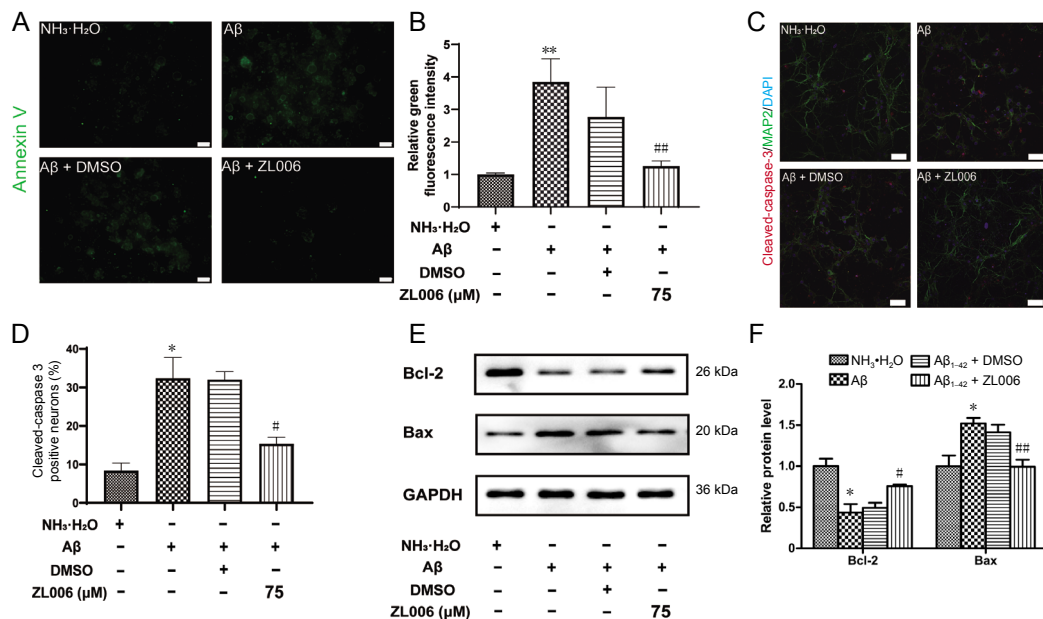 A
Annexin V
NH₃·H₂O
Aβ
Aβ + DMSO
Aβ + ZL006
B
Relative green
fluorescence intensity
5
4
3
2
1
0
**
##
NH₃·H₂O + − − −
Aβ − + + +
DMSO − − + −
ZL006 (μM) − − − 75
C
Cleaved-caspase-3/MAP2/DAPI
NH₃·H₂O
Aβ
Aβ + DMSO
Aβ + ZL006
D
Cleaved-caspase 3
positive neurons (%)
40
30
20
10
0
*
#
NH₃·H₂O + − − −
Aβ − + + +
DMSO − − + −
ZL006 (μM) − − − 75
E
Bcl-2 26 kDa
Bax 20 kDa
GAPDH 36 kDa
NH₃·H₂O + − − −
Aβ − + + +
DMSO − − + −
ZL006 (μM) − − − 75
F
NH₃•H₂O
Aβ
Aβ₁₋₄₂ + DMSO
Aβ₁₋₄₂ + ZL006
Relative protein level
2.0
1.5
1.0
0.5
0.0
*
#
*
##
Bcl-2
Bax